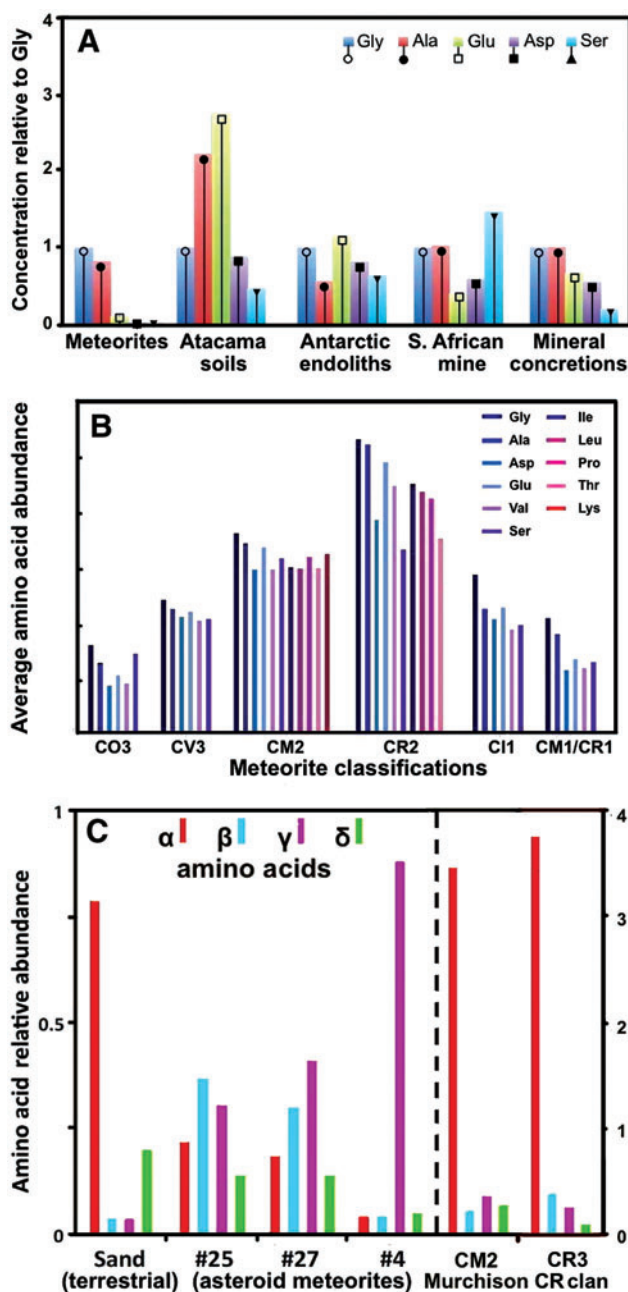 A
Concentration relative to Gly
4
3
2
1
0
Gly Ala Glu Asp Ser
Meteorites Atacama soils Antarctic endoliths S. African mine Mineral concretions
B
Average amino acid abundance
Gly Ile
Ala Leu
Asp Pro
Glu Thr
Val Lys
Ser
CO3 CV3 CM2 CR2 CI1 CM1/CR1
Meteorite classifications
C
α β γ δ
amino acids
Amino acid relative abundance
1
0.5
0
4
3
2
1
0
Sand #25 #27 #4 CM2 CR3
(terrestrial) (asteroid meteorites) Murchison CR clan